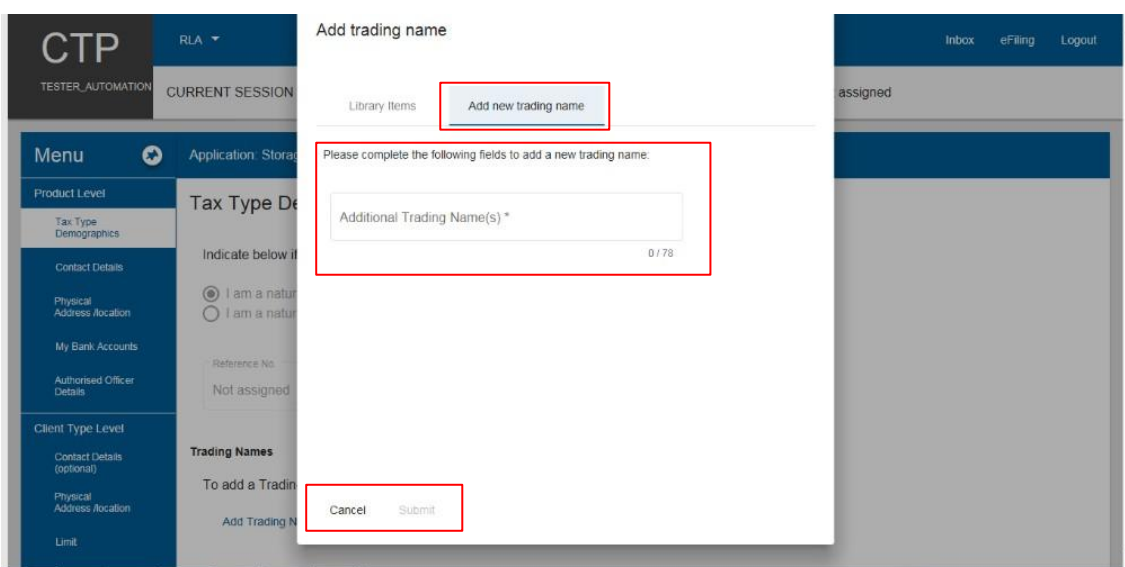 CTP
RLA
Inbox eFiling Logout
TESTER_AUTOMATION
CURRENT SESSION
assigned
Add trading name
Library Items Add new trading name
Please complete the following fields to add a new trading name:
Additional Trading Name(s) *
0 / 78
Cancel Submit
Menu
Product Level
Tax Type
Demographics
Contact Details
Physical
Address /location
My Bank Accounts
Authorised Officer
Details
Client Type Level
Contact Details
(optional)
Physical
Address /location
Limit
Application: Storag
Tax Type De
Indicate below if
I am a natur
I am a natur
Reference No.
Not assigned
Trading Names
To add a Tradin
Add Trading N